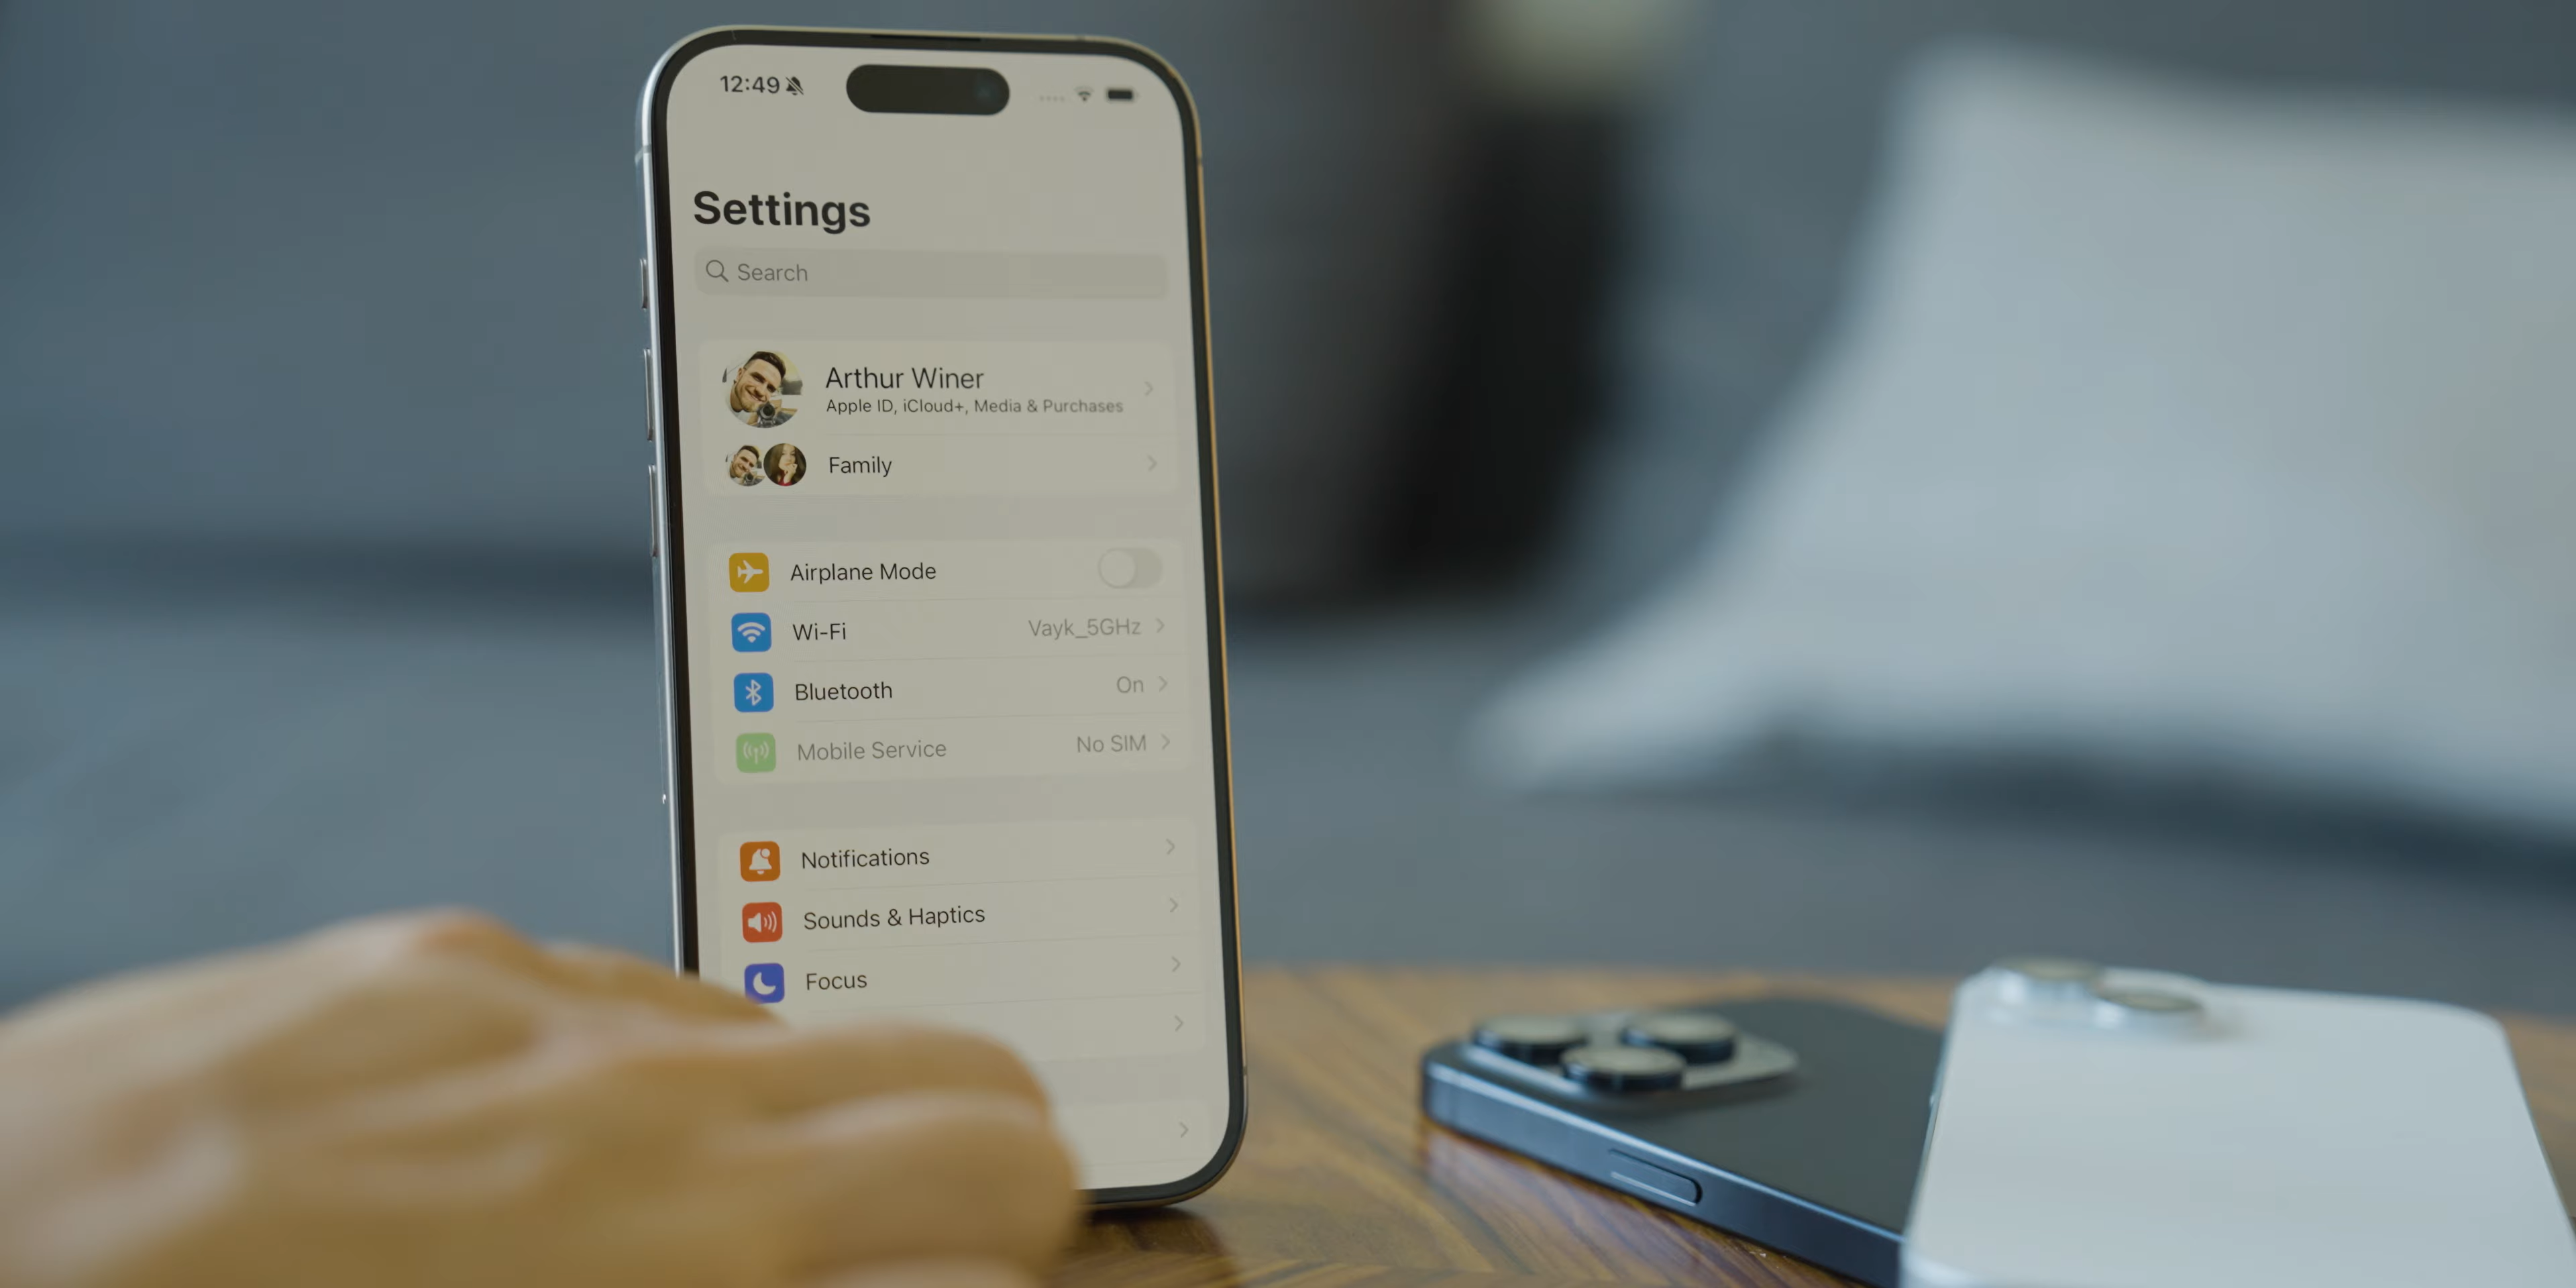 12:49
Settings
Search
Arthur Winer
Apple ID, iCloud+, Media & Purchases
Family
Airplane Mode
Wi-Fi Vayk_5GHz
Bluetooth On
Mobile Service No SIM
Notifications
Sounds & Haptics
Focus